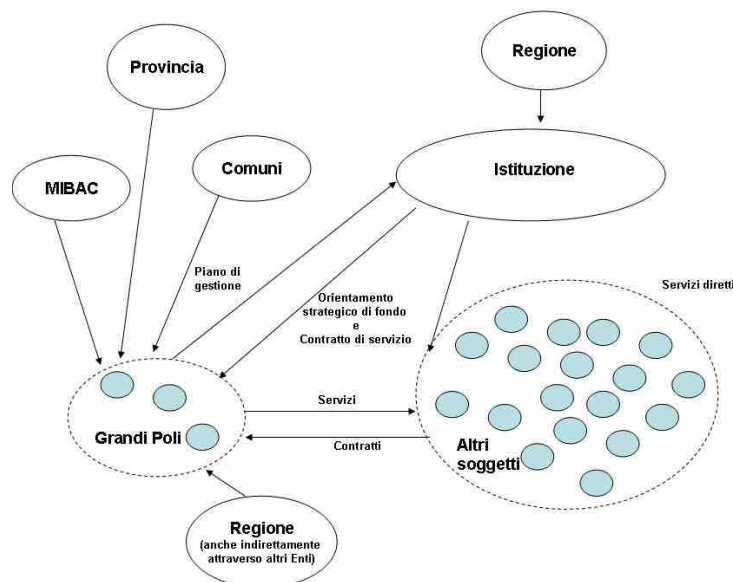 Provincia
Regione
Comuni
Istituzione
MIBAC
Piano di
gestione
Orientamento
strategico di fondo
e
Contratto di servizio
Servizi diretti
Servizi
Grandi Poli
Contratti
Altri
soggetti
Regione
(anche indirettamente
attraverso altri Enti)